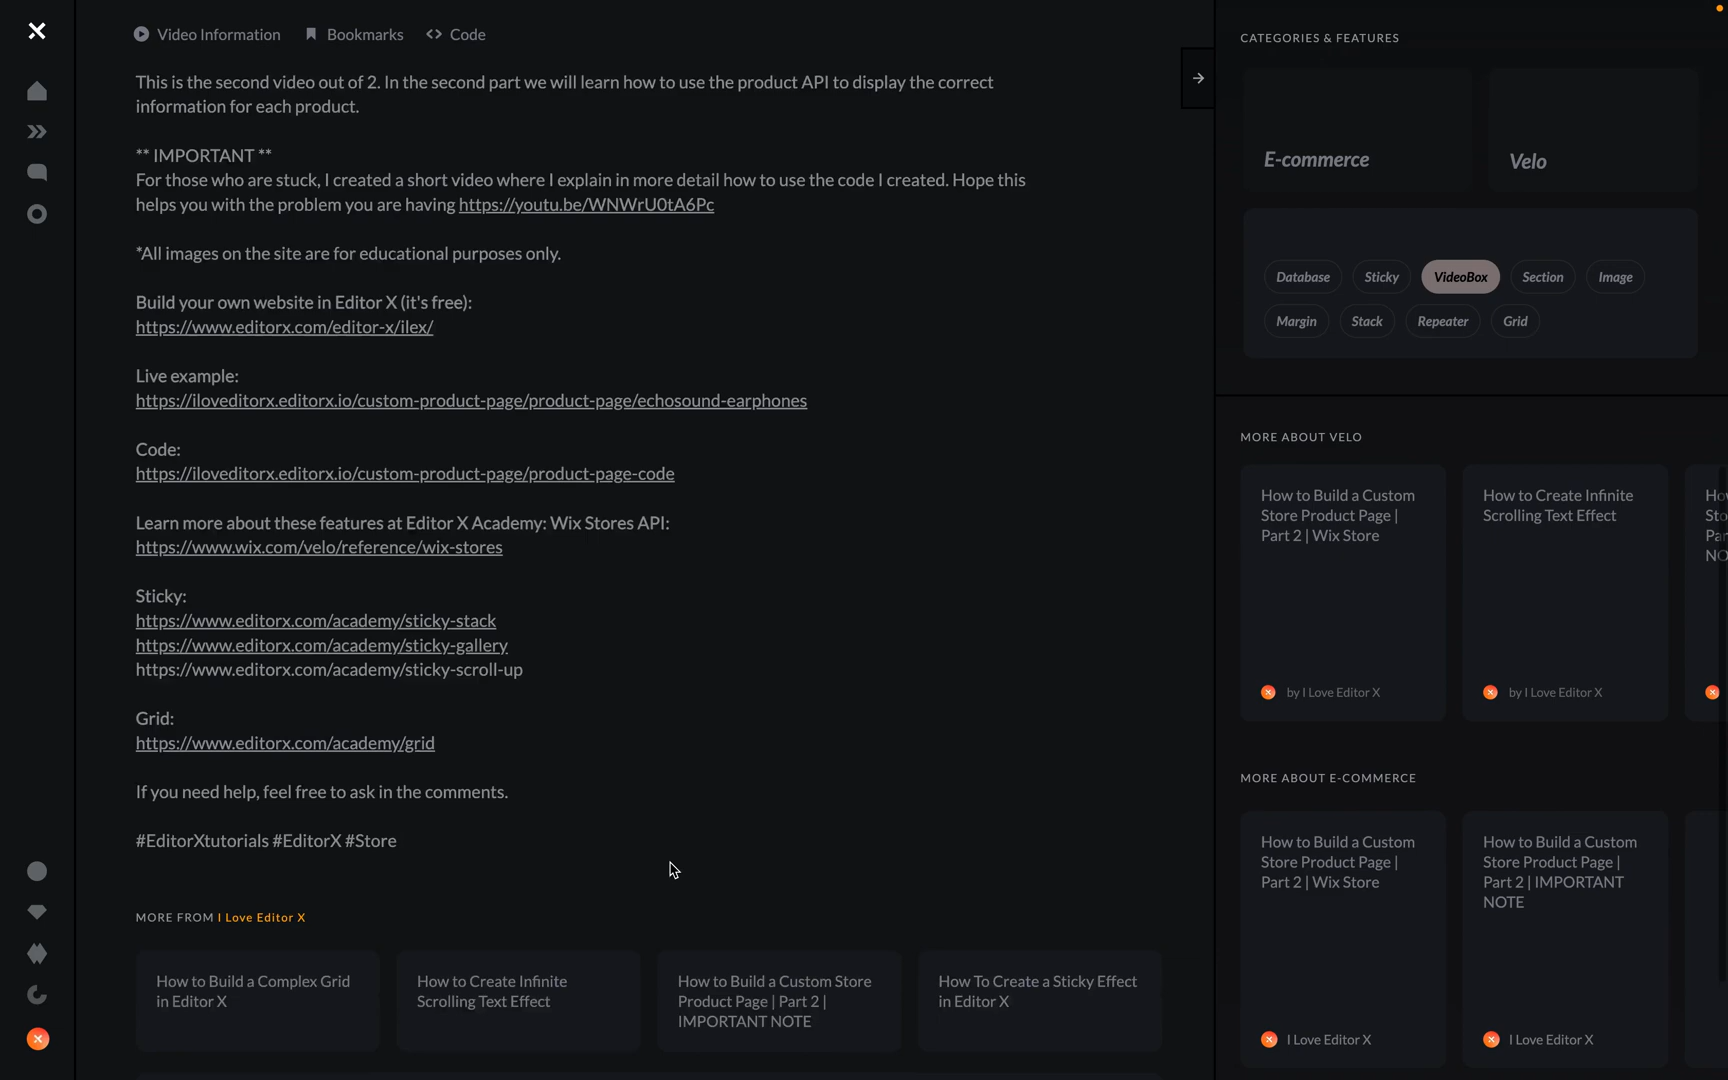 Video Information
Bookmarks
Code
This is the second video out of 2. In the second part we will learn how to use the product API to display the correct
information for each product.
** IMPORTANT **
For those who are stuck, I created a short video where I explain in more detail how to use the code I created. Hope this
helps you with the problem you are having https://youtu.be/WNWrU0tA6Pc
*All images on the site are for educational purposes only.
Build your own website in Editor X (it's free):
https://www.editorx.com/editor-x/ilex/
Live example:
https://iloveditorx.editorx.io/custom-product-page/product-page/echosound-earphones
Code:
https://iloveditorx.editorx.io/custom-product-page/product-page-code
Learn more about these features at Editor X Academy: Wix Stores API:
https://www.wix.com/velo/reference/wix-stores
Sticky:
https://www.editorx.com/academy/sticky-stack
https://www.editorx.com/academy/sticky-gallery
https://www.editorx.com/academy/sticky-scroll-up
Grid:
https://www.editorx.com/academy/grid
If you need help, feel free to ask in the comments.
#EditorXtutorials #EditorX #Store
MORE FROM I Love Editor X
How to Build a Complex Grid
in Editor X
How to Create Infinite
Scrolling Text Effect
How to Build a Custom Store
Product Page | Part 2 |
IMPORTANT NOTE
How To Create a Sticky Effect
in Editor X
CATEGORIES & FEATURES
E-commerce
Velo
Database
Sticky
VideoBox
Section
Image
Margin
Stack
Repeater
Grid
MORE ABOUT VELO
How to Build a Custom
Store Product Page |
Part 2 | Wix Store
by I Love Editor X
How to Create Infinite
Scrolling Text Effect
by I Love Editor X
MORE ABOUT E-COMMERCE
How to Build a Custom
Store Product Page |
Part 2 | Wix Store
I Love Editor X
How to Build a Custom
Store Product Page |
Part 2 | IMPORTANT
NOTE
I Love Editor X